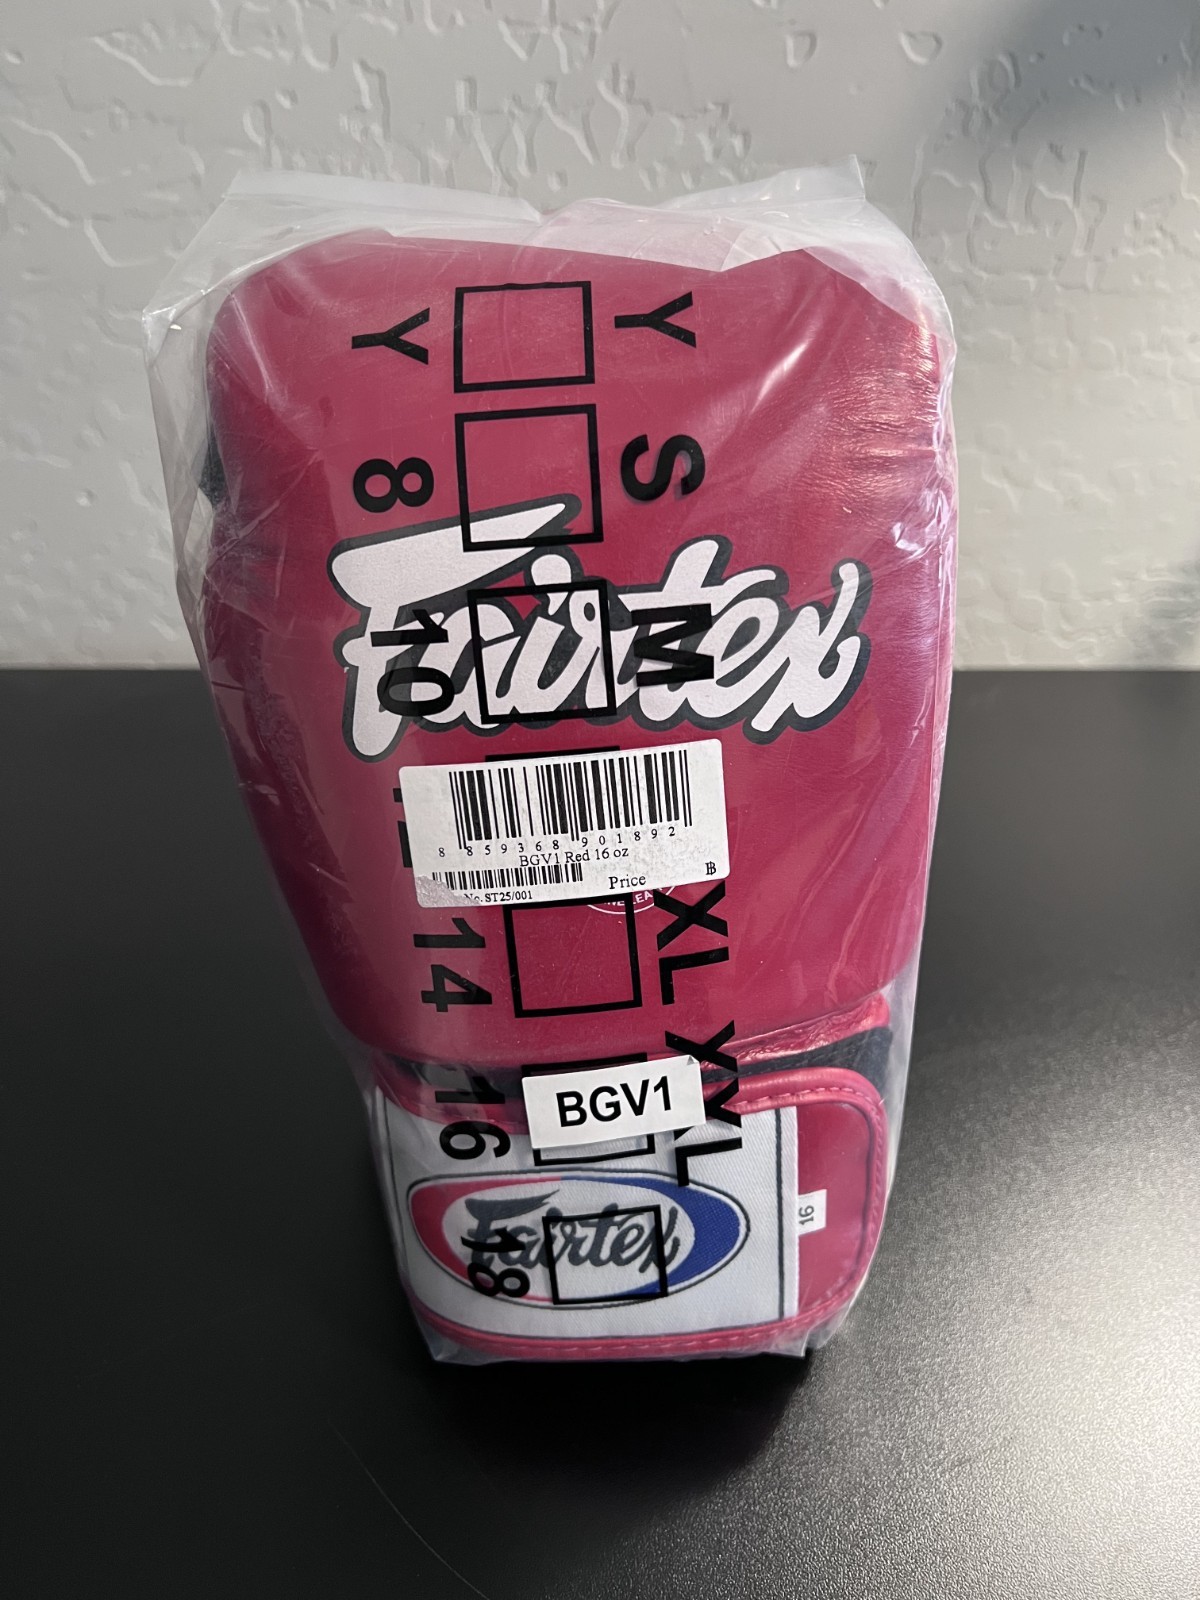 Y
Y
8
S
Fairtex
10
M
8 859368 901892
BGV1 Red 16 oz
No. ST25/001
Price
฿
14
XL
16
XXL
BGV1
16
Fairtex
18